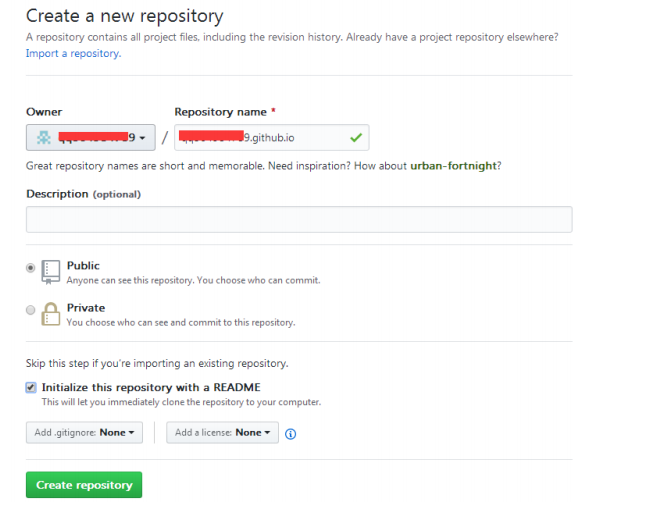 Create a new repository
A repository contains all project files, including the revision history. Already have a project repository elsewhere?
Import a repository.
Owner
Repository name *
/
9.github.io
Great repository names are short and memorable. Need inspiration? How about urban-fortnight?
Description (optional)
Public
Anyone can see this repository. You choose who can commit.
Private
You choose who can see and commit to this repository.
Skip this step if you're importing an existing repository.
Initialize this repository with a README
This will let you immediately clone the repository to your computer.
Add .gitignore: None
Add a license: None
Create repository